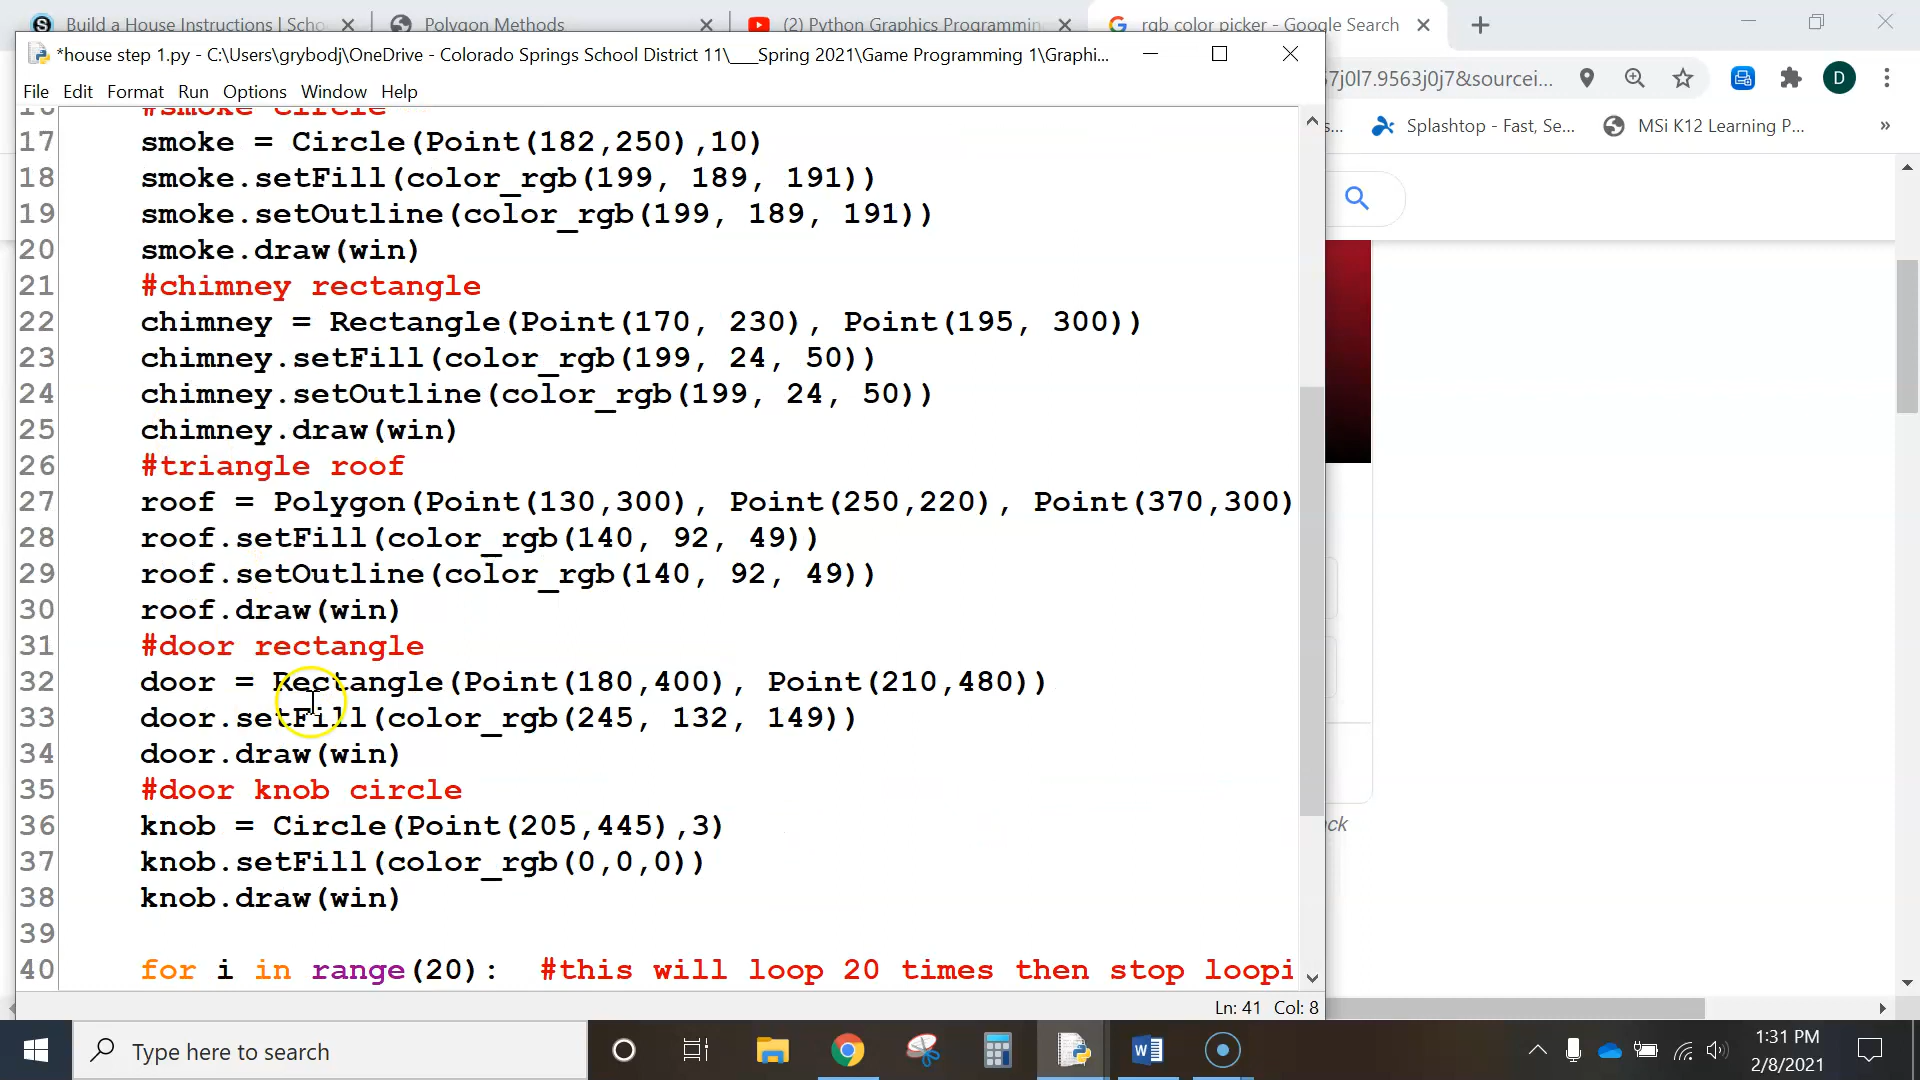 Build a House Instructions | Scho
Polygon Methods
(2) Python Graphics Programmin
rgb color picker - Google Search
*house step 1.py - C:\Users\grybodj\OneDrive - Colorado Springs School District 11\___Spring 2021\Game Programming 1\Graphi...
57j0l7.9563j0j7&sourcei...
D
File Edit Format Run Options Window Help
s...
Splashtop - Fast, Se...
MSi K12 Learning P...
»
16 #smoke circle
17 smoke = Circle(Point(182,250),10)
18 smoke.setFill(color_rgb(199, 189, 191))
19 smoke.setOutline(color_rgb(199, 189, 191))
20 smoke.draw(win)
21 #chimney rectangle
22 chimney = Rectangle(Point(170, 230), Point(195, 300))
23 chimney.setFill(color_rgb(199, 24, 50))
24 chimney.setOutline(color_rgb(199, 24, 50))
25 chimney.draw(win)
26 #triangle roof
27 roof = Polygon(Point(130,300), Point(250,220), Point(370,300)
28 roof.setFill(color_rgb(140, 92, 49))
29 roof.setOutline(color_rgb(140, 92, 49))
30 roof.draw(win)
31 #door rectangle
32 door = Rectangle(Point(180,400), Point(210,480))
33 door.setFill(color_rgb(245, 132, 149))
34 door.draw(win)
35 #door knob circle
36 knob = Circle(Point(205,445),3)
37 knob.setFill(color_rgb(0,0,0))
38 knob.draw(win)
39
40 for i in range(20): #this will loop 20 times then stop loopi
ck
Ln: 41 Col: 8
Type here to search
1:31 PM
2/8/2021